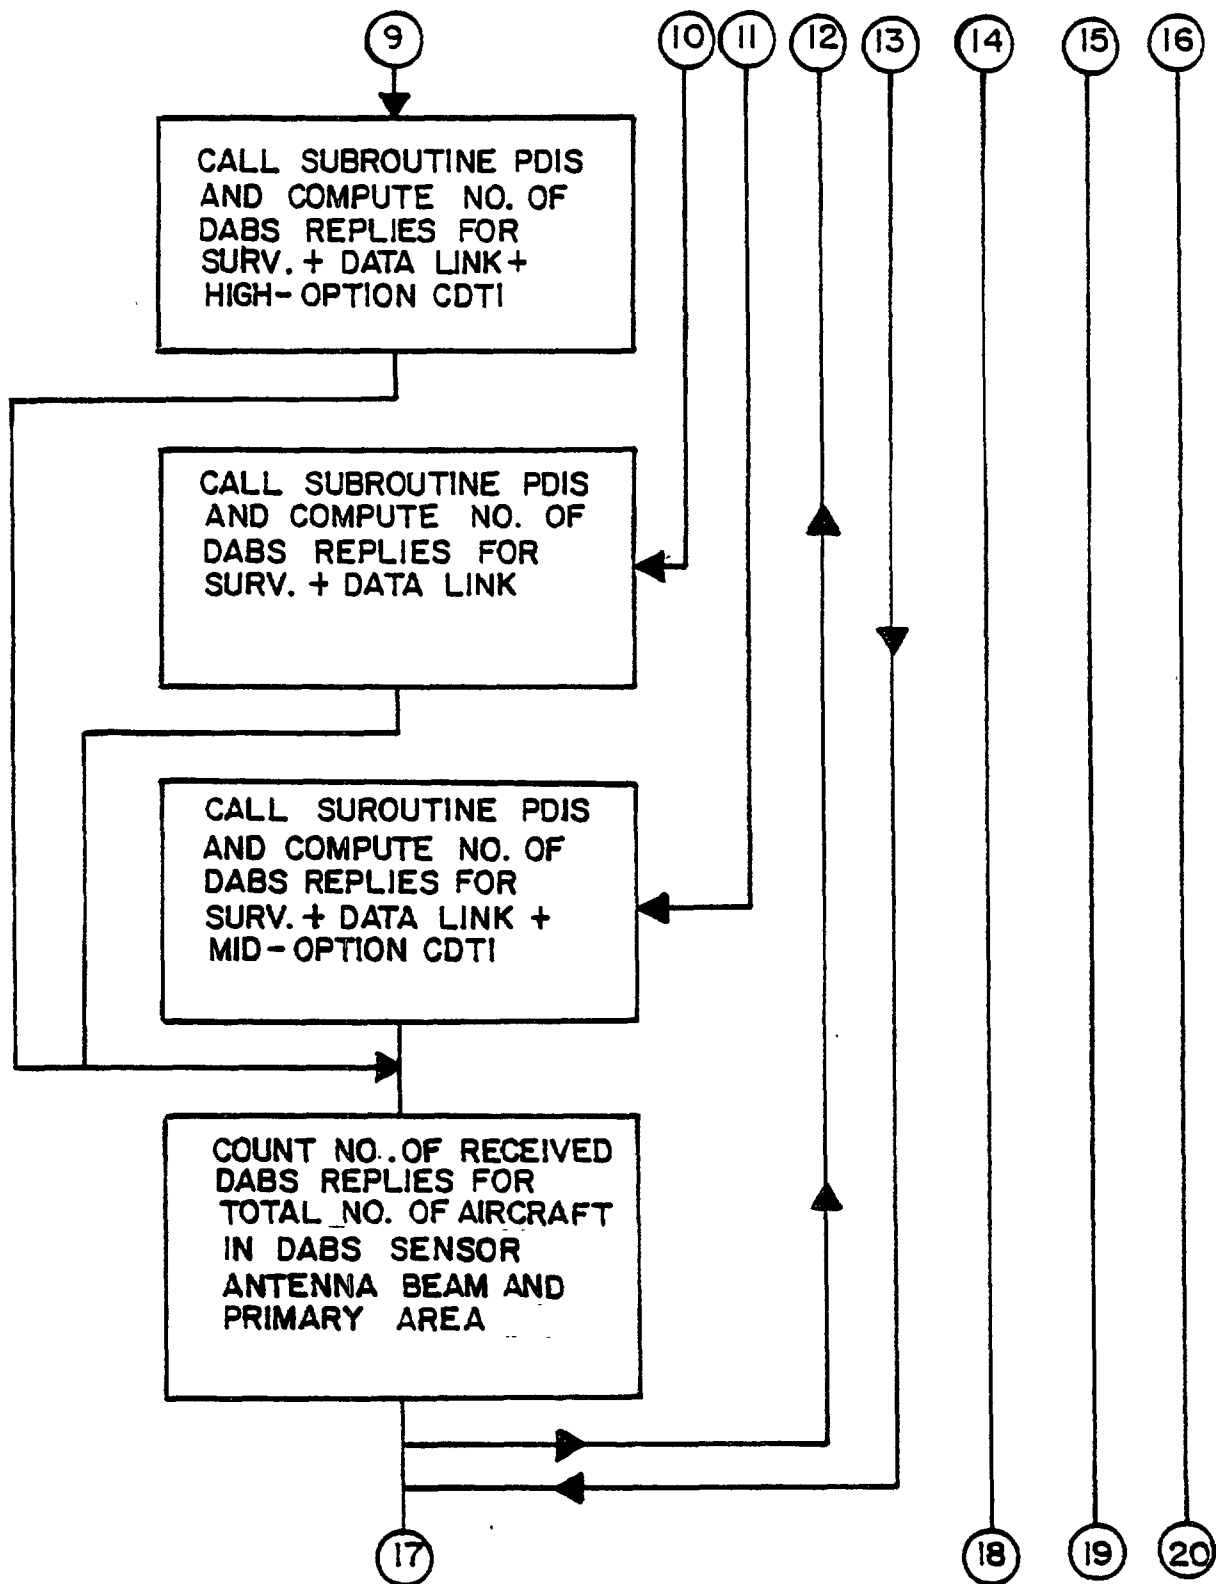 9 10 11 12 13 14 15 16
CALL SUBROUTINE PDIS
AND COMPUTE NO. OF
DABS REPLIES FOR
SURV. + DATA LINK +
HIGH-OPTION CDTI
CALL SUBROUTINE PDIS
AND COMPUTE NO. OF
DABS REPLIES FOR
SURV. + DATA LINK
CALL SUROUTINE PDIS
AND COMPUTE NO. OF
DABS REPLIES FOR
SURV. + DATA LINK +
MID-OPTION CDTI
COUNT NO. OF RECEIVED
DABS REPLIES FOR
TOTAL NO. OF AIRCRAFT
IN DABS SENSOR
ANTENNA BEAM AND
PRIMARY AREA
17 18 19 20